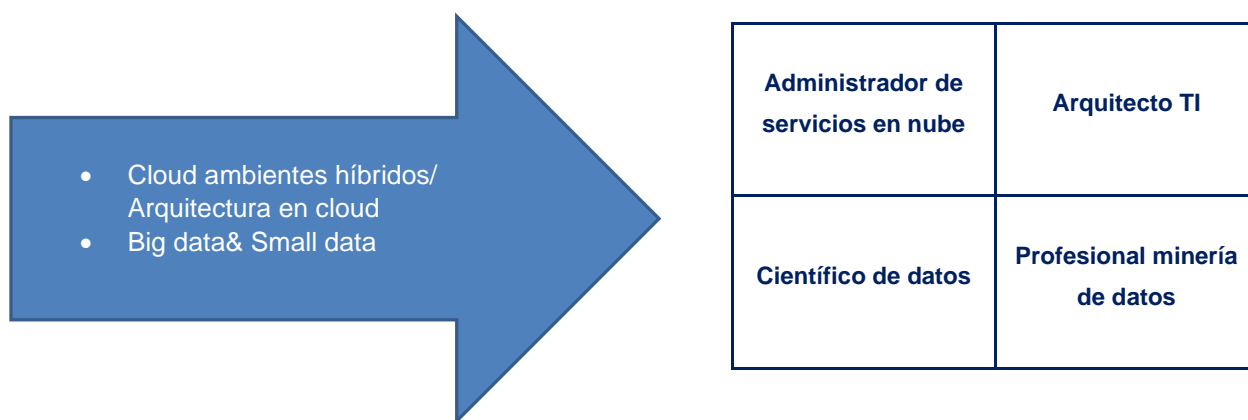 • Cloud ambientes híbridos/
Arquitectura en cloud
• Big data& Small data
Administrador de
servicios en nube
Arquitecto TI
Científico de datos
Profesional minería
de datos